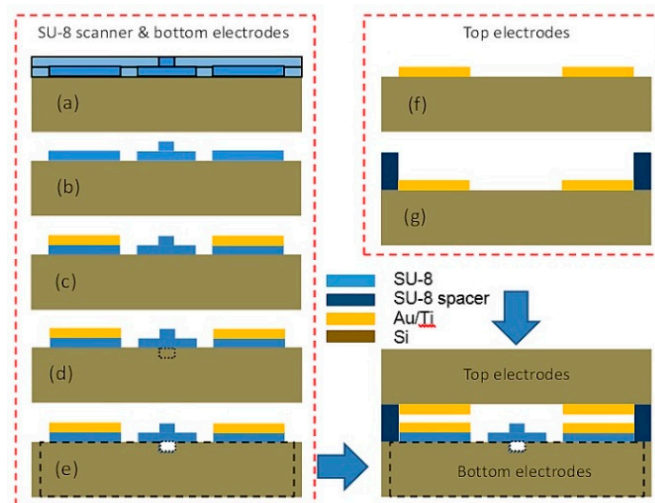 SU-8 scanner & bottom electrodes
(a)
(b)
(c)
(d)
(e)
Top electrodes
(f)
(g)
SU-8
SU-8 spacer
Au/Ti
Si
Top electrodes
Bottom electrodes